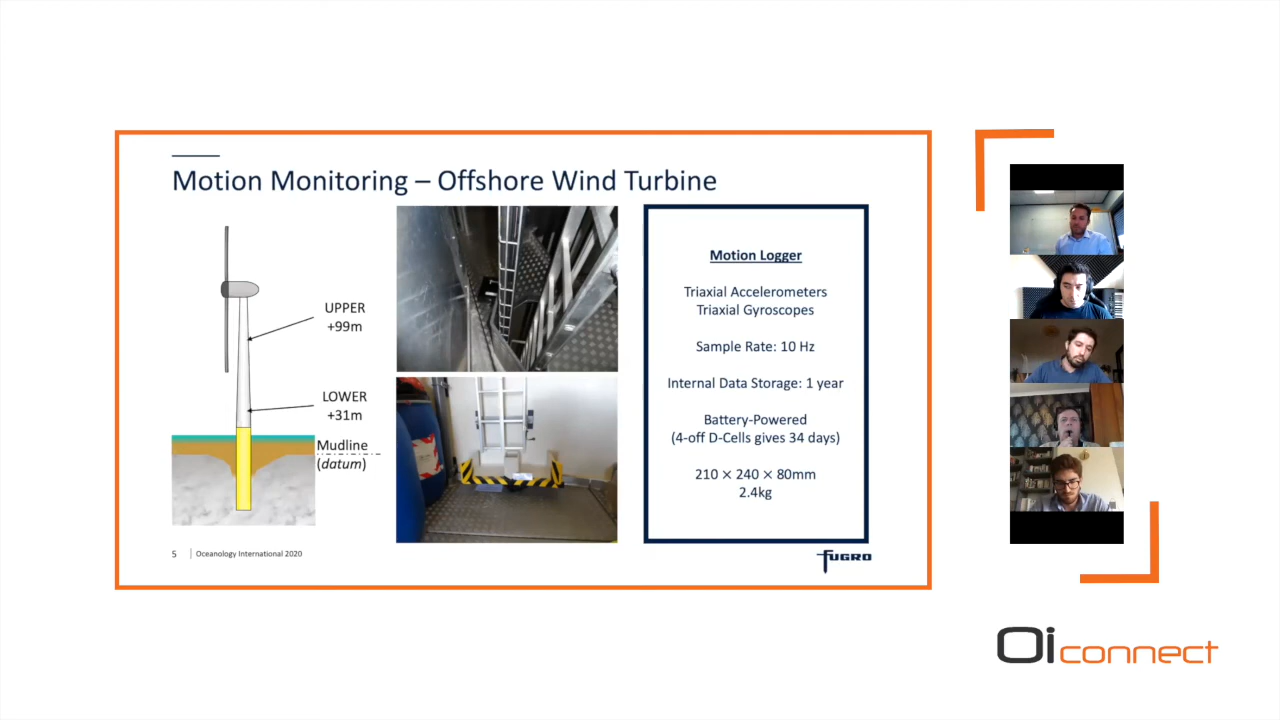 Motion Monitoring – Offshore Wind Turbine
UPPER
+99m
LOWER
+31m
Mudline
(datum)
Motion Logger
Triaxial Accelerometers
Triaxial Gyroscopes
Sample Rate: 10 Hz
Internal Data Storage: 1 year
Battery-Powered
(4-off D-Cells gives 34 days)
210 × 240 × 80mm
2.4kg
5
Oceanology International 2020
FUGRO
Oi connect